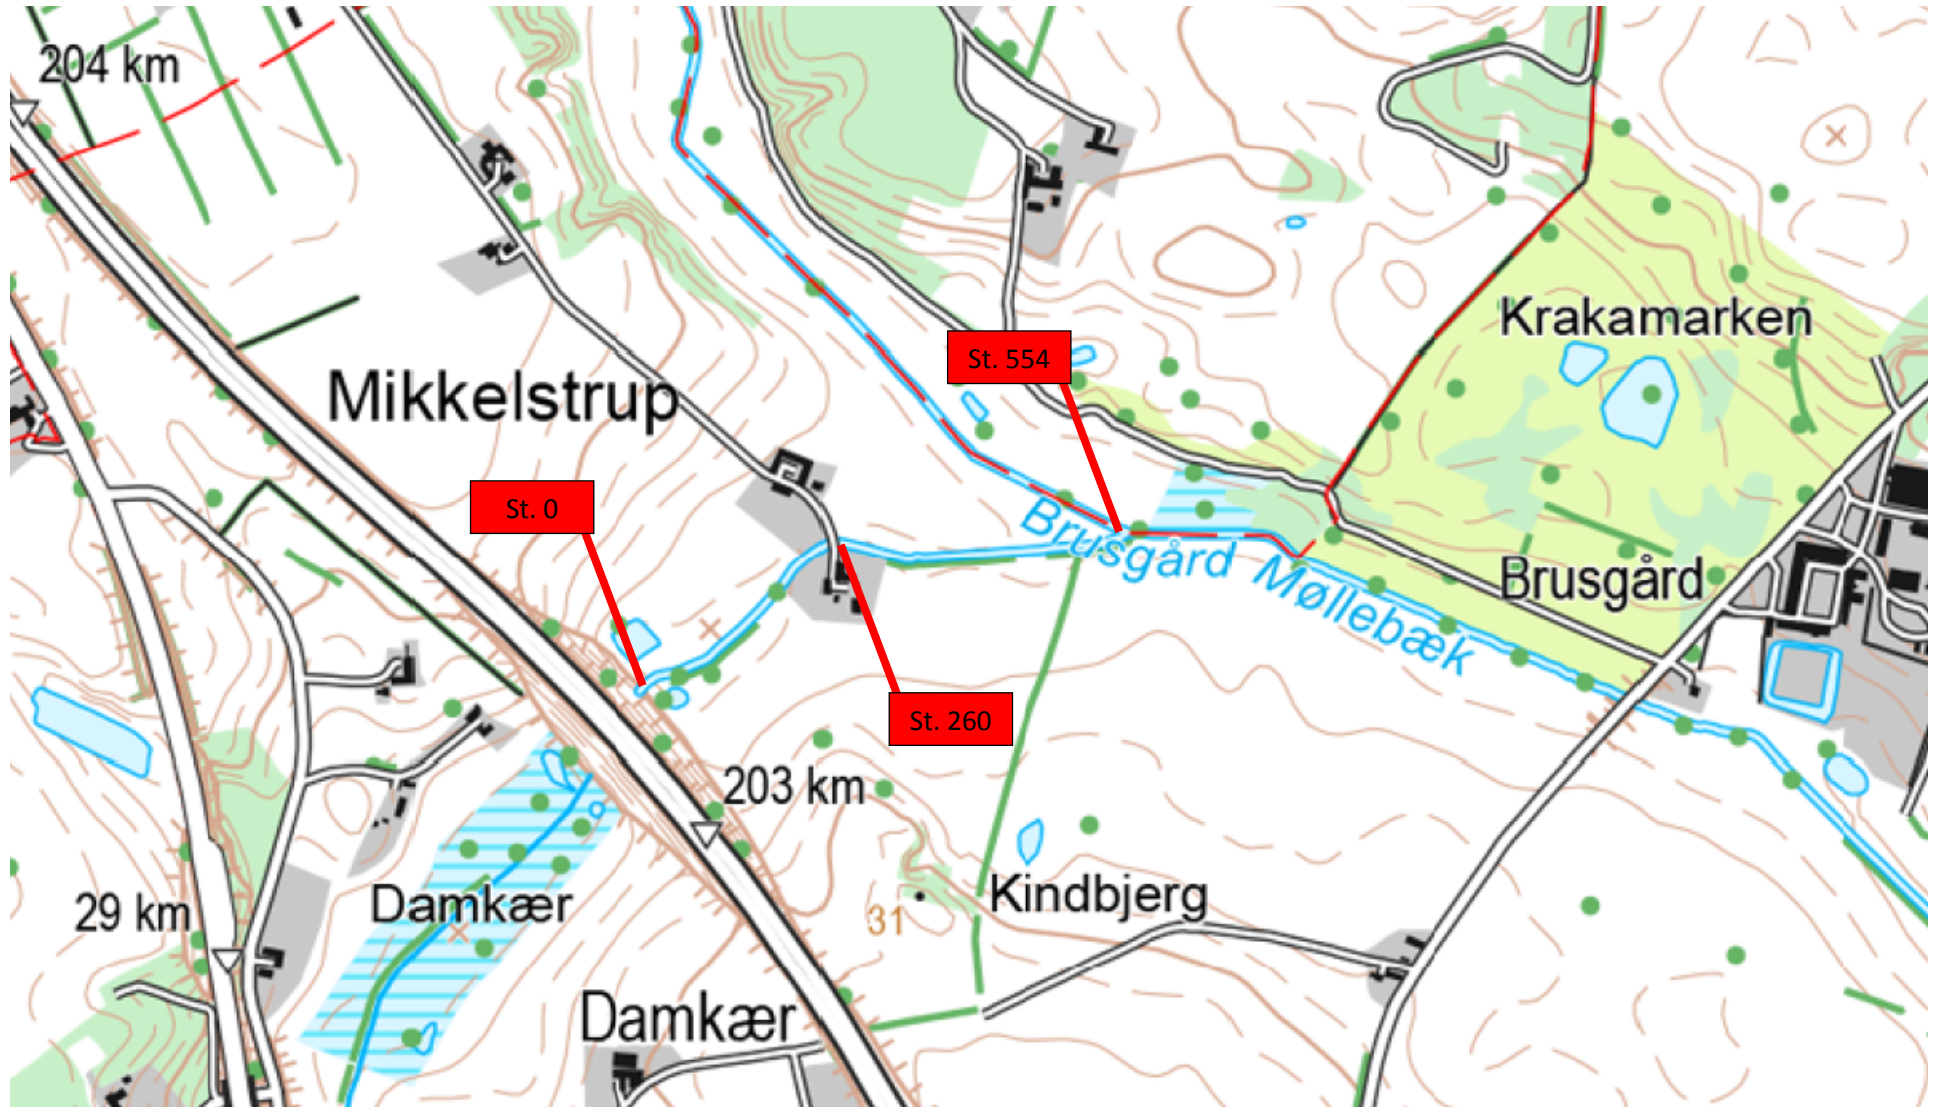 204 km
Krakamarken
St. 554
Mikkelstrup
St. 0
Brusgård Møllebæk
Brusgård
St. 260
203 km
Damkær
29 km
31
Kindbjerg
Damkær